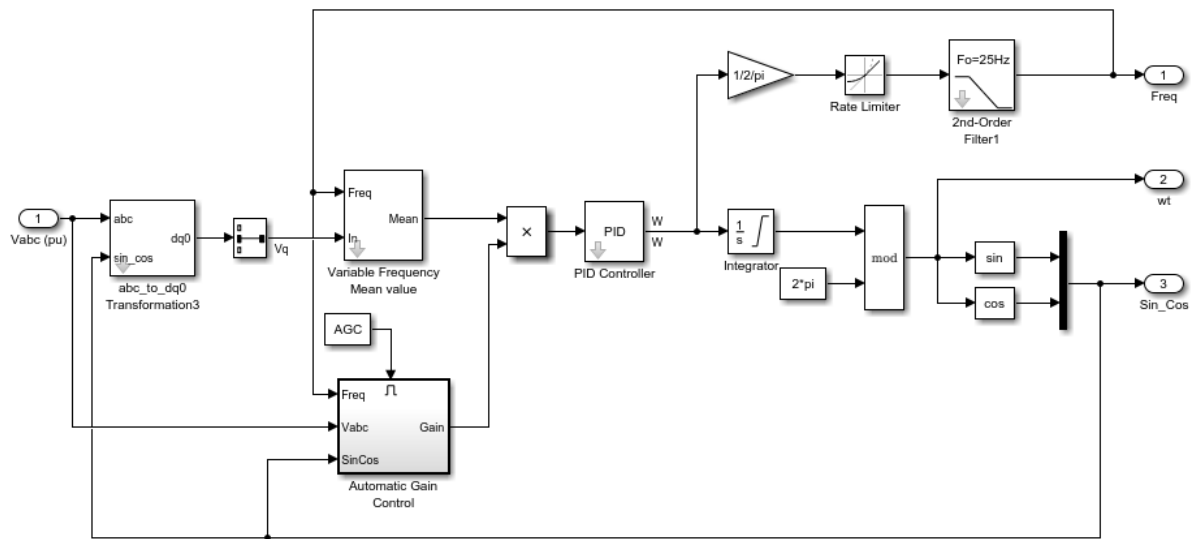 1/2/pi
Rate Limiter
Fo=25Hz
2nd-Order
Filter1
1
Freq
1
Vabc (pu)
abc
sin_cos
dq0
abc_to_dq0
Transformation3
Vq
Freq
In
Mean
Variable Frequency
Mean value
×
PID
PID Controller
W
W
1
s
Integrator
2*pi
mod
sin
cos
2
wt
3
Sin_Cos
AGC
Freq
Vabc
SinCos
Gain
Automatic Gain
Control